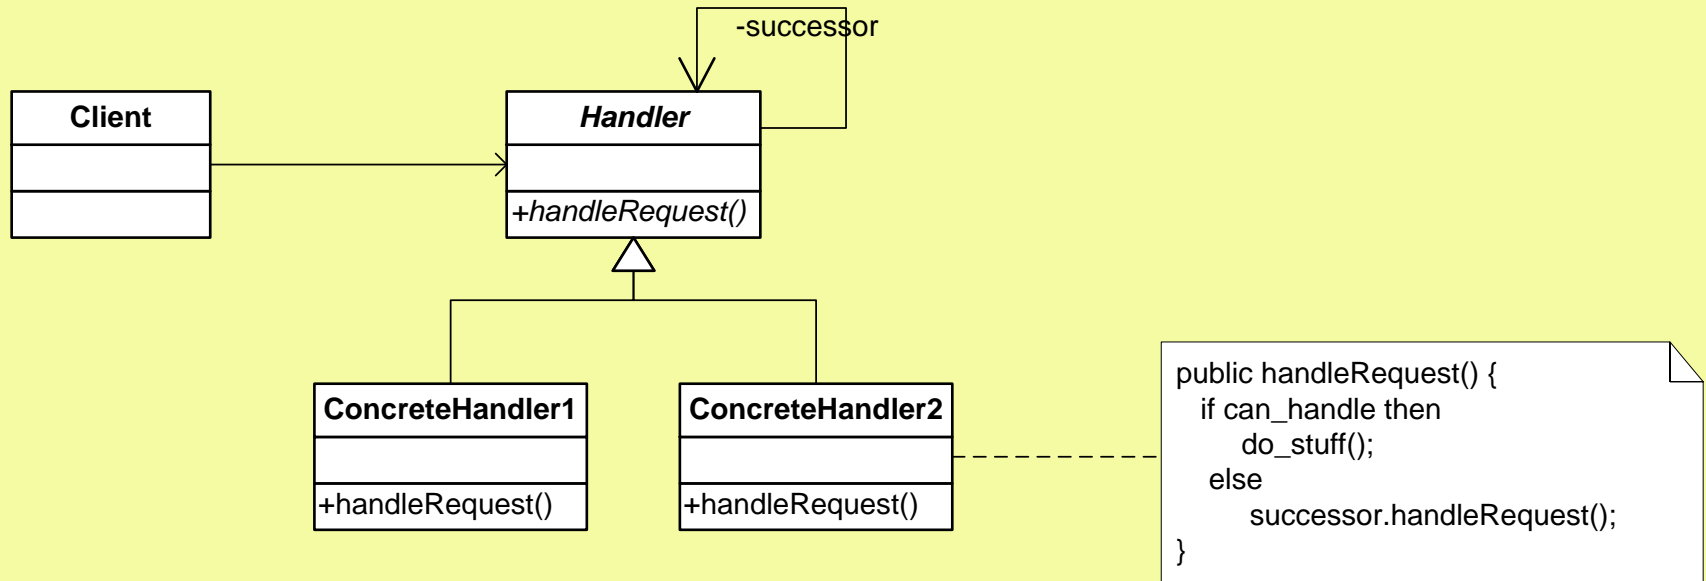 -successor
Client
Handler
+handleRequest()
ConcreteHandler1
+handleRequest()
ConcreteHandler2
+handleRequest()
public handleRequest() {
if can_handle then
do_stuff();
else
successor.handleRequest();
}